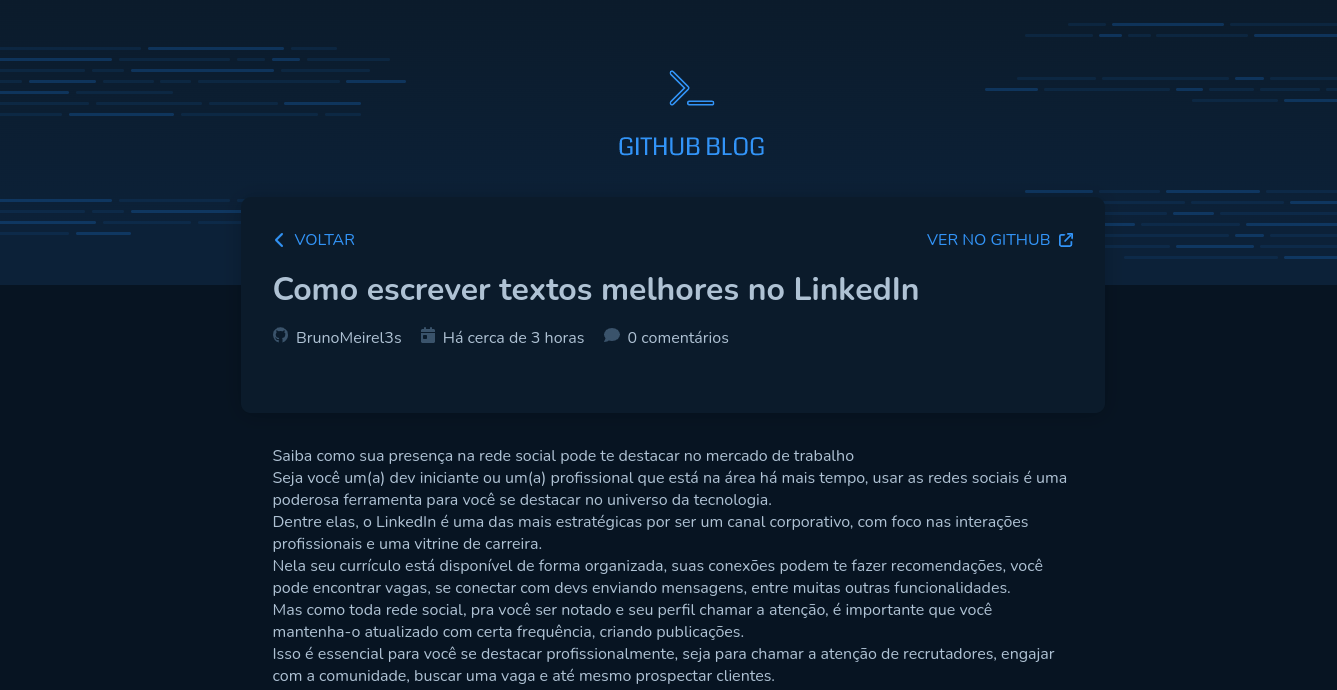 GITHUB BLOG
VOLTAR
VER NO GITHUB
Como escrever textos melhores no LinkedIn
BrunoMeirel3s Há cerca de 3 horas 0 comentários
Saiba como sua presença na rede social pode te destacar no mercado de trabalho
Seja você um(a) dev iniciante ou um(a) profissional que está na área há mais tempo, usar as redes sociais é uma
poderosa ferramenta para você se destacar no universo da tecnologia.
Dentre elas, o LinkedIn é uma das mais estratégicas por ser um canal corporativo, com foco nas interações
profissionais e uma vitrine de carreira.
Nela seu currículo está disponível de forma organizada, suas conexões podem te fazer recomendações, você
pode encontrar vagas, se conectar com devs enviando mensagens, entre muitas outras funcionalidades.
Mas como toda rede social, pra você ser notado e seu perfil chamar a atenção, é importante que você
mantenha-o atualizado com certa frequência, criando publicações.
Isso é essencial para você se destacar profissionalmente, seja para chamar a atenção de recrutadores, engajar
com a comunidade, buscar uma vaga e até mesmo prospectar clientes.